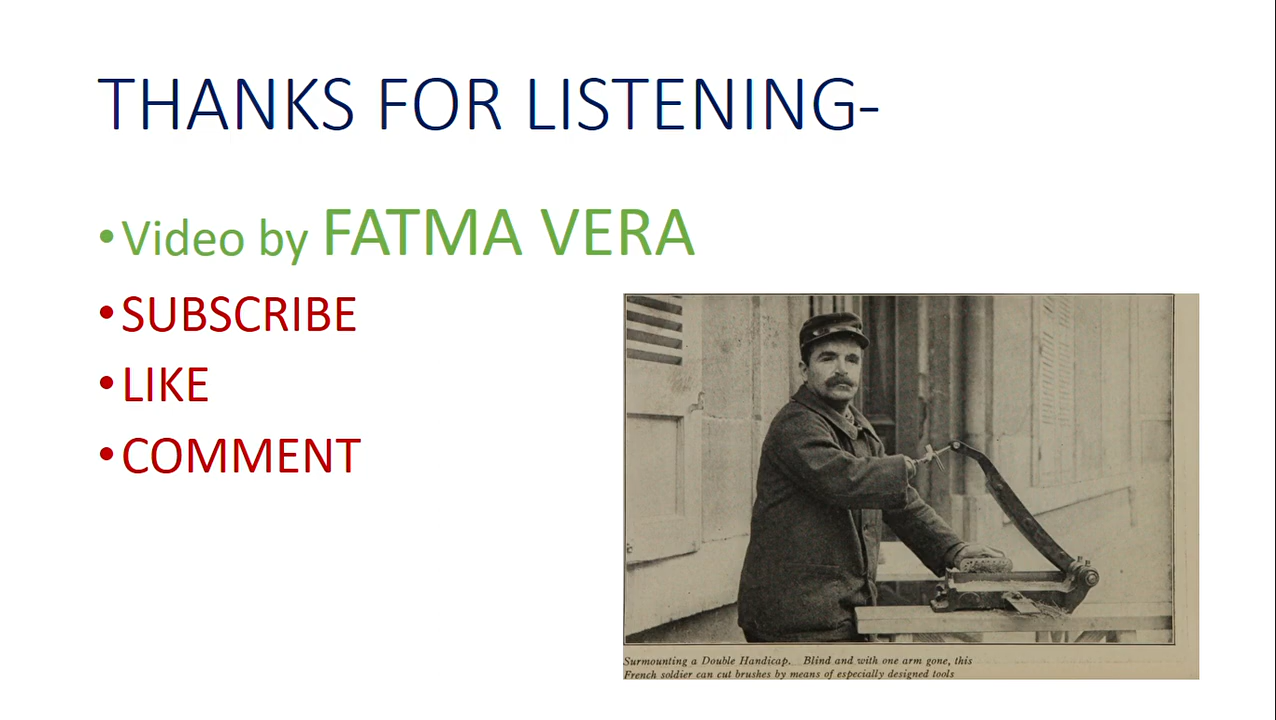 THANKS FOR LISTENING-
•Video by FATMA VERA
•SUBSCRIBE
•LIKE
•COMMENT
Surmounting a Double Handicap. Blind and with one arm gone, this
French soldier can cut brushes by means of especially designed tools